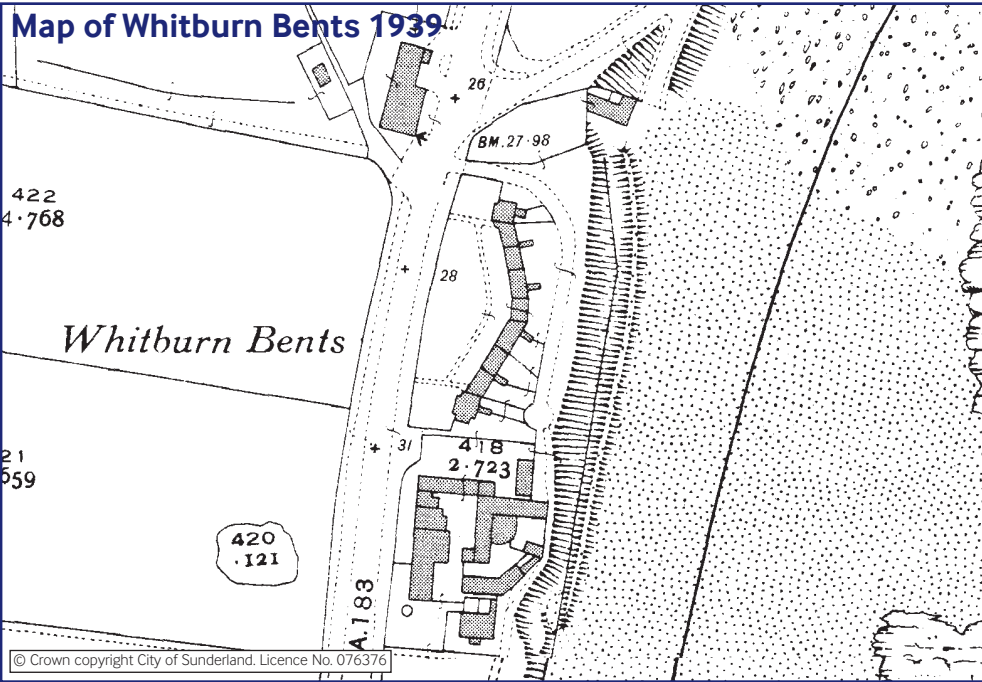 Map of Whitburn Bents 1939
26
BM.27·98
422
4·768
28
Whitburn Bents
31
418
2·723
21
59
420
·121
A.183
© Crown copyright City of Sunderland. Licence No. 076376